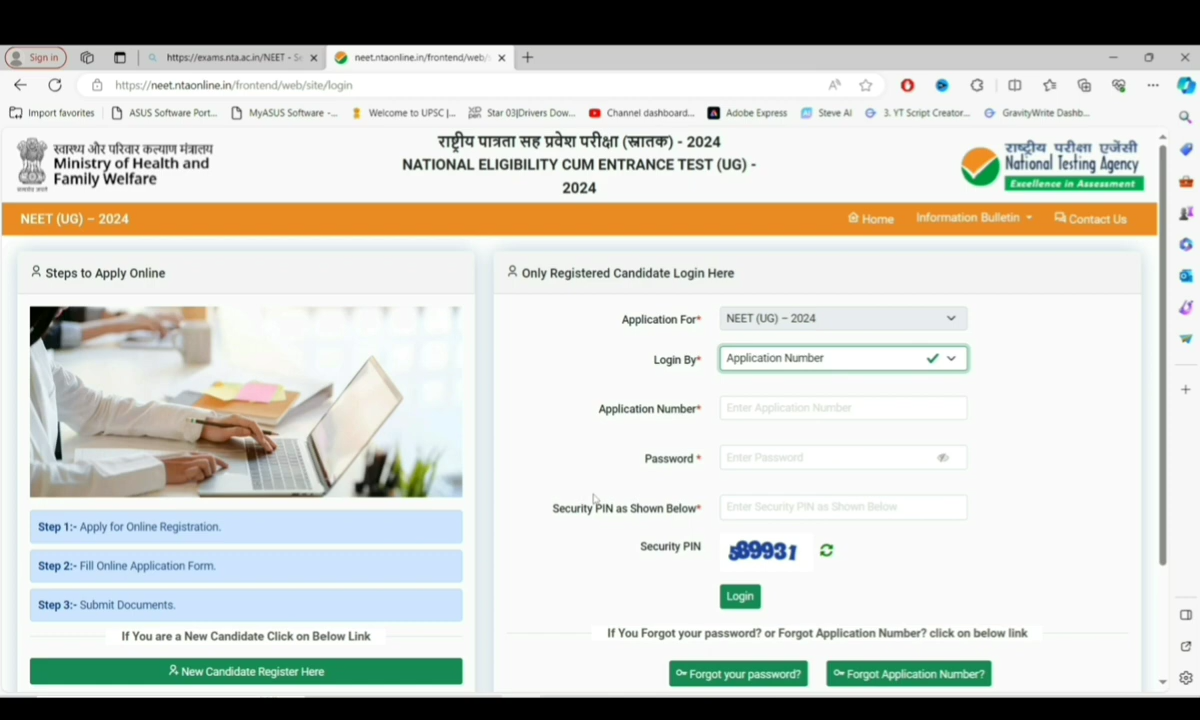 Sign in
https://exams.nta.ac.in/NEET - Se
neet.ntaonline.in/frontend/web/
https://neet.ntaonline.in/frontend/web/site/login
Import favorites
ASUS Software Port...
MyASUS Software -...
Welcome to UPSC |...
Star 03|Drivers Dow...
Channel dashboard...
Adobe Express
Steve AI
3. YT Script Creator...
GravityWrite Dashb...
स्वास्थ्य और परिवार कल्याण मंत्रालय
Ministry of Health and
Family Welfare
राष्ट्रीय पात्रता सह प्रवेश परीक्षा (स्नातक) - 2024
NATIONAL ELIGIBILITY CUM ENTRANCE TEST (UG) -
2024
राष्ट्रीय परीक्षा एजेंसी
National Testing Agency
Excellence in Assessment
NEET (UG) – 2024
Home
Information Bulletin
Contact Us
Steps to Apply Online
Step 1:- Apply for Online Registration.
Step 2:- Fill Online Application Form.
Step 3:- Submit Documents.
If You are a New Candidate Click on Below Link
New Candidate Register Here
Only Registered Candidate Login Here
Application For* NEET (UG) – 2024
Login By* Application Number
Application Number* Enter Application Number
Password * Enter Password
Security PIN as Shown Below* Enter Security PIN as Shown Below
Security PIN 589931
Login
If You Forgot your password? or Forgot Application Number? click on below link
Forgot your password?
Forgot Application Number?